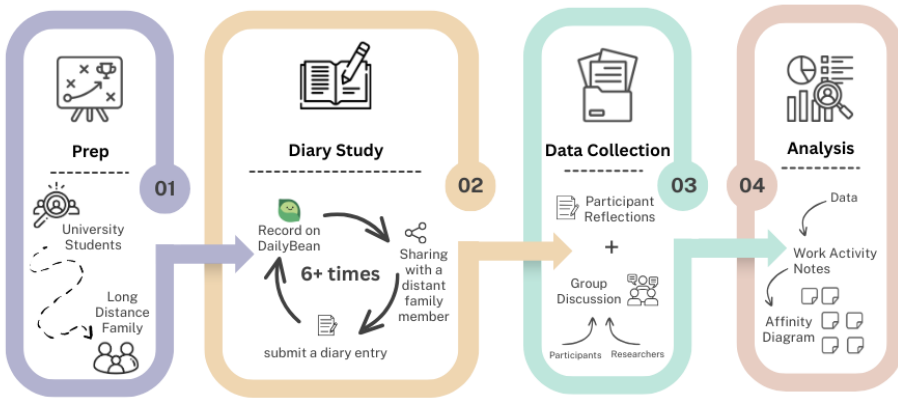 Prep
01
University
Students
Long
Distance
Family
Diary Study
02
Record on
DailyBean
6+ times
Sharing
with a
distant
family
member
submit a diary entry
Data Collection
03
Participant
Reflections
+
Group
Discussion
Participants
Researchers
Analysis
04
Data
Work Activity
Notes
Affinity
Diagram